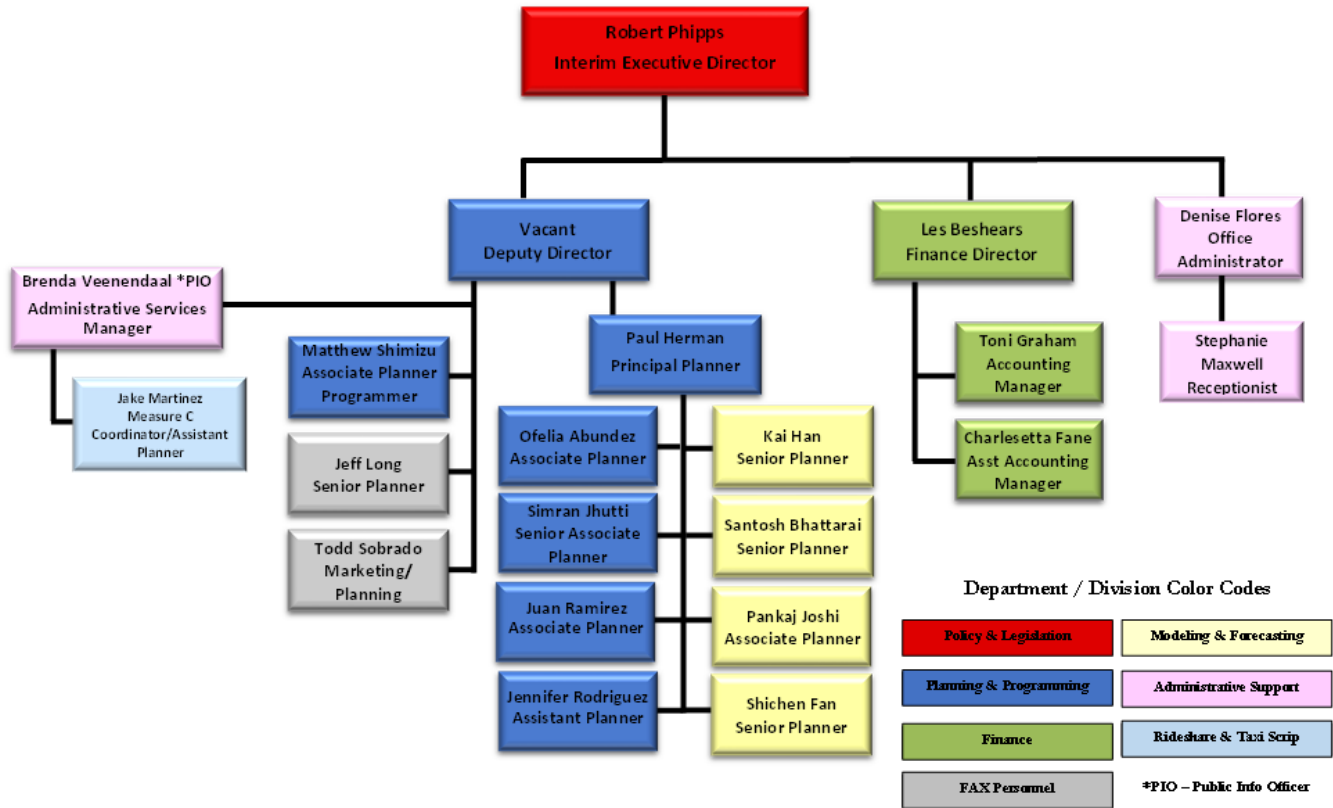 Robert Phipps
Interim Executive Director
Vacant
Deputy Director
Les Beshears
Finance Director
Denise Flores
Office
Administrator
Brenda Veenendaal *PIO
Administrative Services
Manager
Jake Martinez
Measure C
Coordinator/Assistant
Planner
Matthew Shimizu
Associate Planner
Programmer
Jeff Long
Senior Planner
Todd Sobrado
Marketing/
Planning
Paul Herman
Principal Planner
Ofelia Abundez
Associate Planner
Simran Jhutti
Senior Associate
Planner
Juan Ramirez
Associate Planner
Jennifer Rodriguez
Assistant Planner
Kai Han
Senior Planner
Santosh Bhattarai
Senior Planner
Pankaj Joshi
Associate Planner
Shichen Fan
Senior Planner
Toni Graham
Accounting
Manager
Charlesetta Fane
Asst Accounting
Manager
Stephanie
Maxwell
Receptionist
Department / Division Color Codes
Policy & Legislation
Modeling & Forecasting
Planning & Programming
Administrative Support
Finance
Rideshare & Taxi Scrip
FAX Personnel
*PIO – Public Info Officer